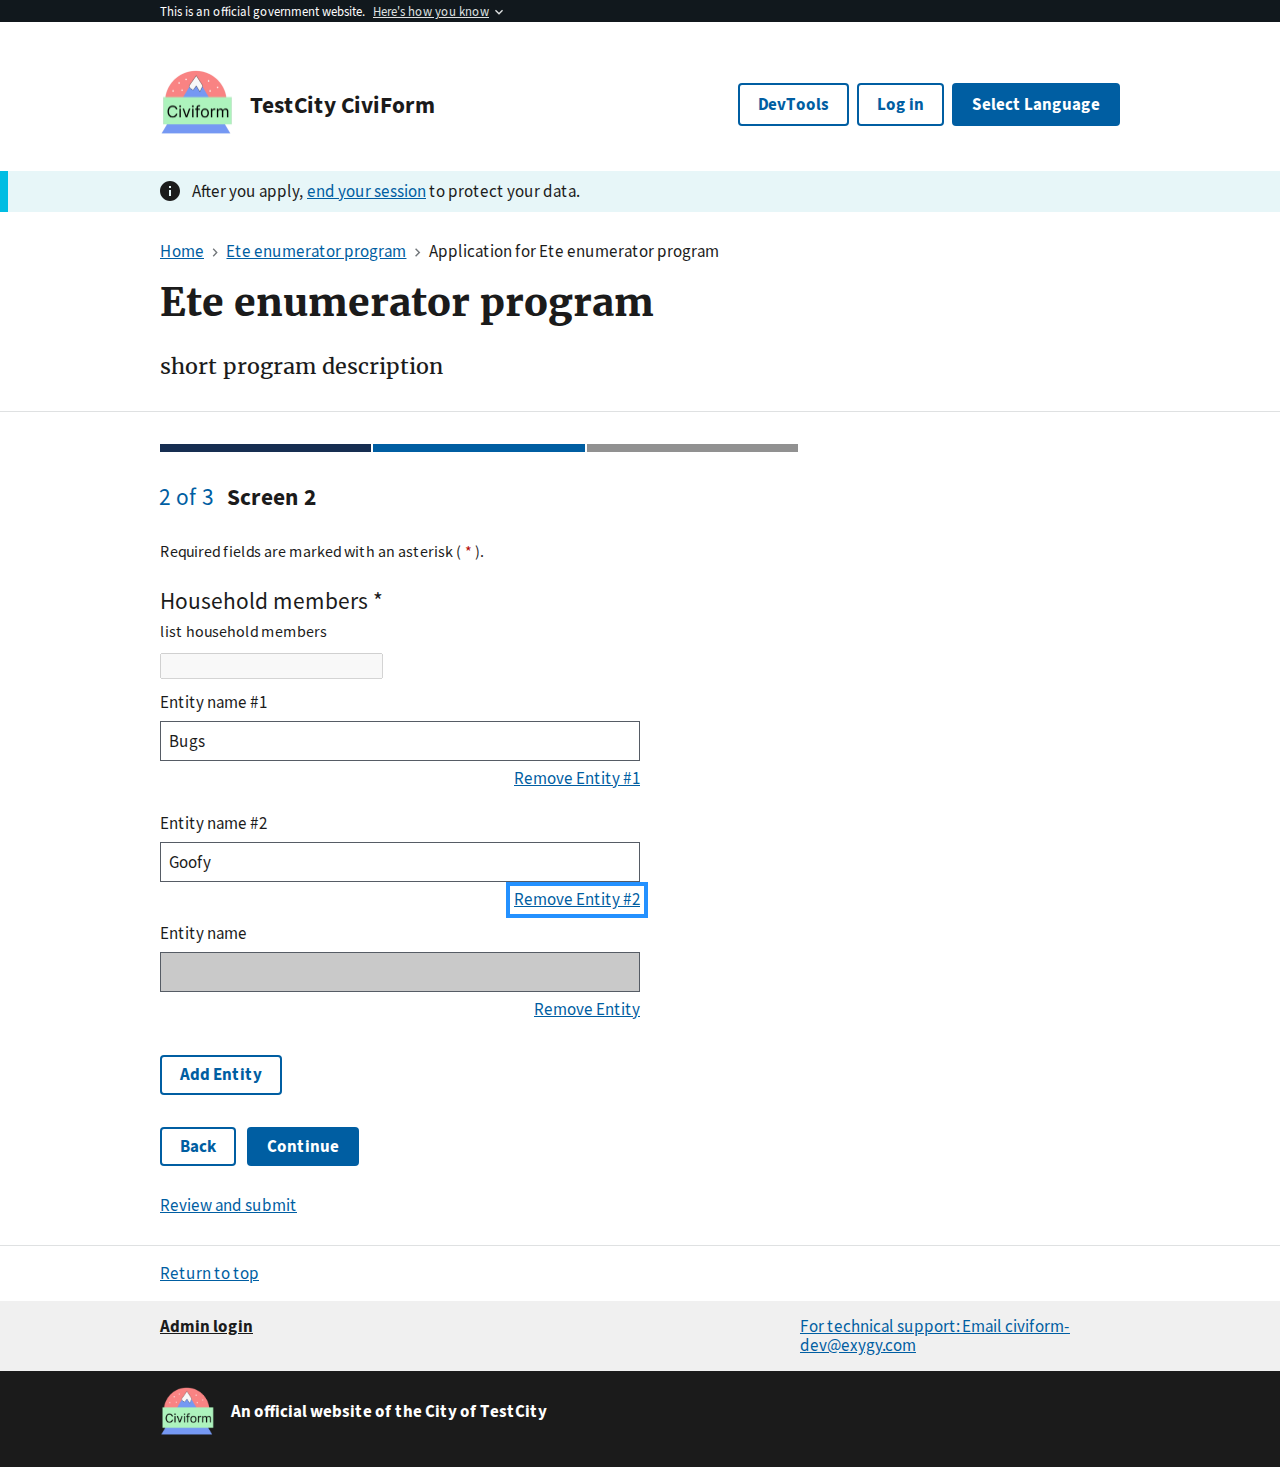 This is an official government website. Here's how you know
Civiform
TestCity CiviForm
DevTools
Log in
Select Language
After you apply, end your session to protect your data.
Home > Ete enumerator program > Application for Ete enumerator program
Ete enumerator program
short program description
2 of 3 Screen 2
Required fields are marked with an asterisk ( * ).
Household members *
list household members
Entity name #1
Bugs
Remove Entity #1
Entity name #2
Goofy
Remove Entity #2
Entity name
Remove Entity
Add Entity
Back
Continue
Review and submit
Return to top
Admin login
For technical support: Email civiform-
dev@exygy.com
Civiform
An official website of the City of TestCity